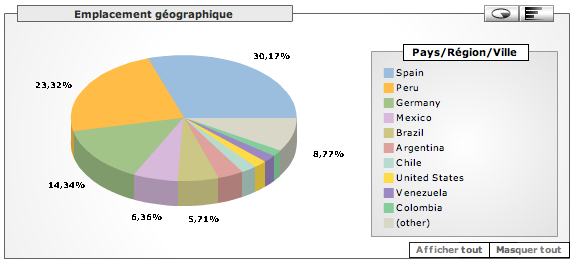 Emplacement géographique
30,17%
23,32%
14,34%
6,36%
5,71%
8,77%
Pays/Région/Ville
Spain
Peru
Germany
Mexico
Brazil
Argentina
Chile
United States
Venezuela
Colombia
(other)
Afficher tout
Masquer tout